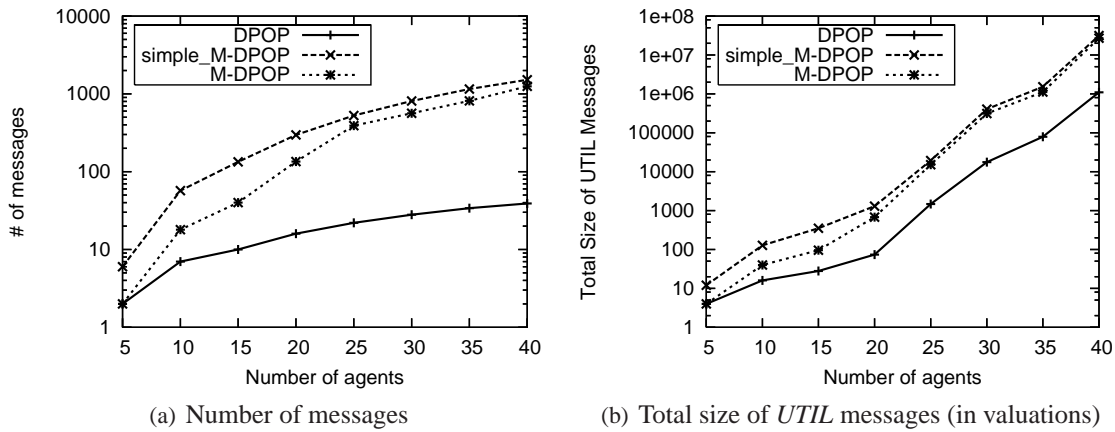 10000
1000
100
10
1
5 10 15 20 25 30 35 40
# of messages
Number of agents
DPOP
simple_M-DPOP
M-DPOP
(a) Number of messages
1e+08
1e+07
1e+06
100000
10000
1000
100
10
1
5 10 15 20 25 30 35 40
Total Size of UTIL Messages
Number of agents
DPOP
simple_M-DPOP
M-DPOP
(b) Total size of UTIL messages (in valuations)